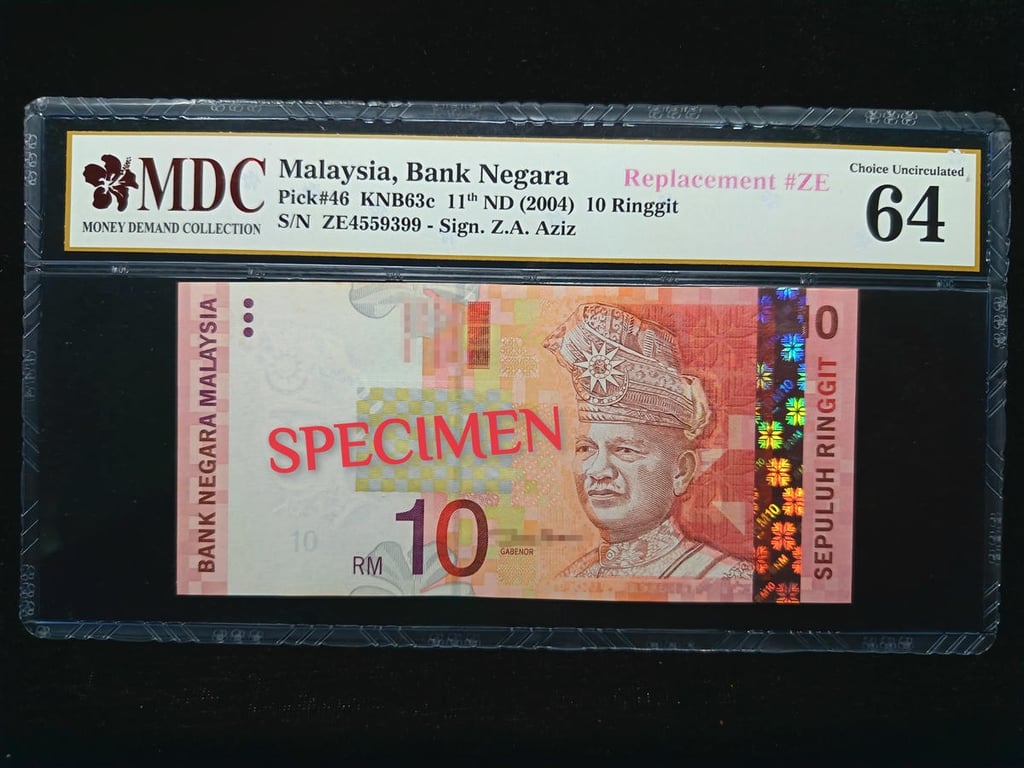 MDC
MONEY DEMAND COLLECTION
Malaysia, Bank Negara
Pick#46 KNB63c 11th ND (2004) 10 Ringgit
S/N ZE4559399 - Sign. Z.A. Aziz
Replacement #ZE
Choice Uncirculated
64
BANK NEGARA MALAYSIA
SPECIMEN
10
RM 10
GABENOR
10
SEPULUH RINGGIT